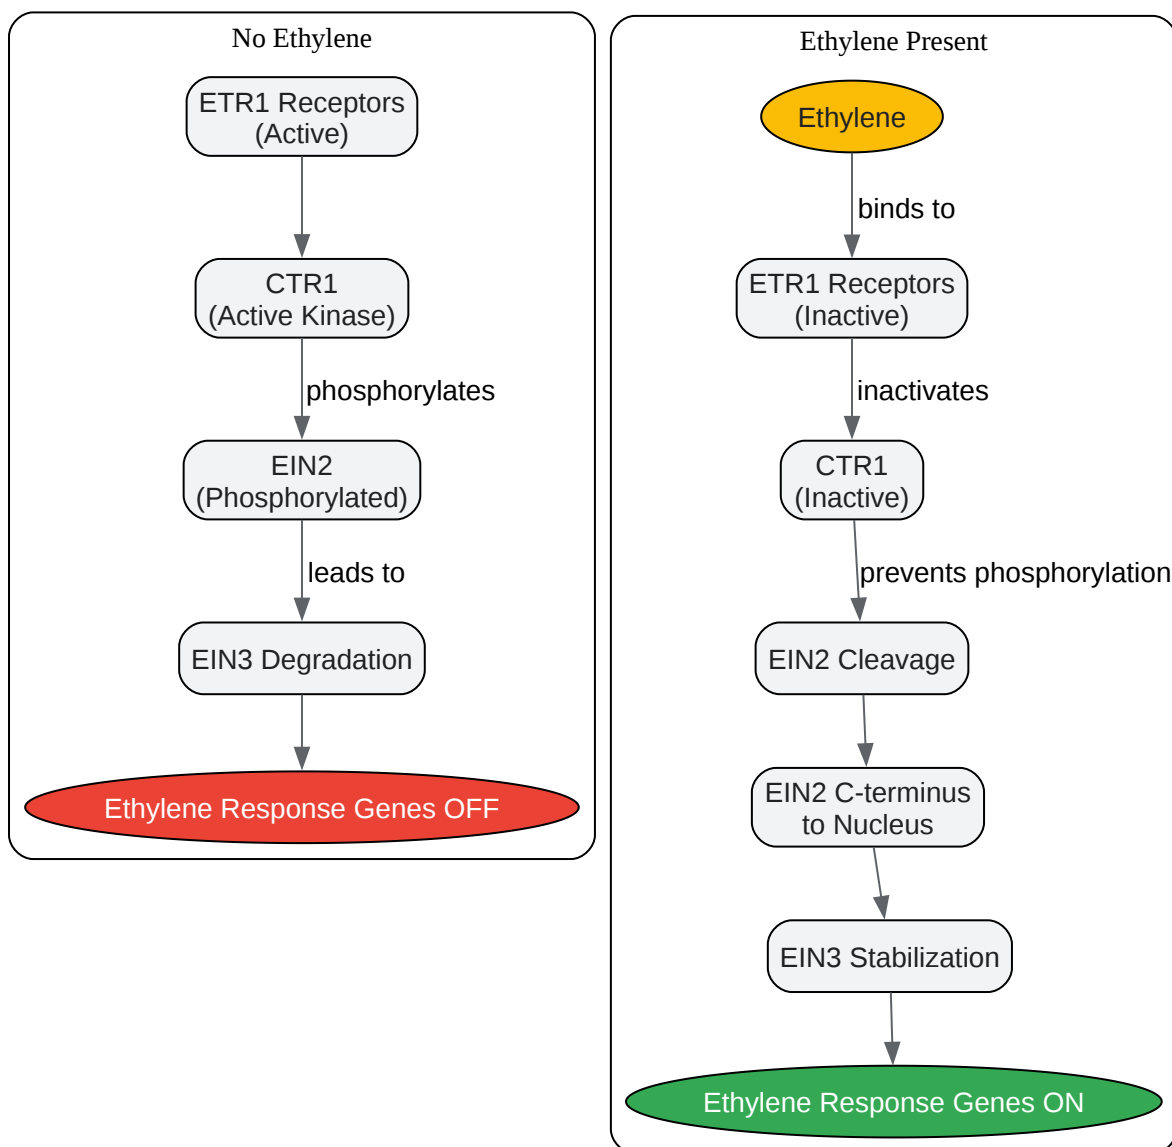 No Ethylene
ETR1 Receptors
(Active)
CTR1
(Active Kinase)
phosphorylates
EIN2
(Phosphorylated)
leads to
EIN3 Degradation
Ethylene Response Genes OFF
Ethylene Present
Ethylene
binds to
ETR1 Receptors
(Inactive)
inactivates
CTR1
(Inactive)
prevents phosphorylation
EIN2 Cleavage
EIN2 C-terminus
to Nucleus
EIN3 Stabilization
Ethylene Response Genes ON